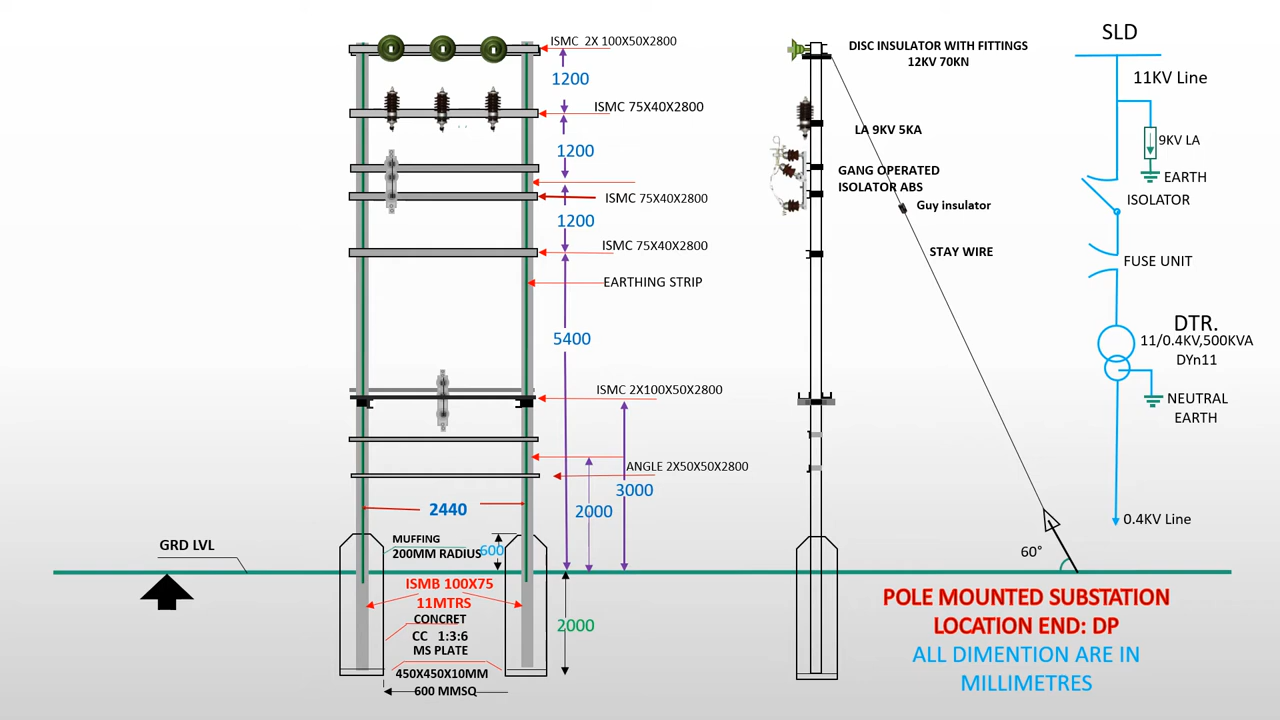 ISMC 2X 100X50X2800
1200
ISMC 75X40X2800
1200
ISMC 75X40X2800
1200
ISMC 75X40X2800
EARTHING STRIP
5400
ISMC 2X100X50X2800
ANGLE 2X50X50X2800
3000
2440
2000
MUFFING
200MM RADIUS
600
GRD LVL
ISMB 100X75
11MTRS
CONCRET
CC 1:3:6
MS PLATE
450X450X10MM
600 MMSQ
2000
DISC INSULATOR WITH FITTINGS
12KV 70KN
LA 9KV 5KA
GANG OPERATED
ISOLATOR ABS
Guy insulator
STAY WIRE
60°
SLD
11KV Line
9KV LA
EARTH
ISOLATOR
FUSE UNIT
DTR.
11/0.4KV,500KVA
DYn11
NEUTRAL
EARTH
0.4KV Line
POLE MOUNTED SUBSTATION
LOCATION END: DP
ALL DIMENTION ARE IN
MILLIMETRES